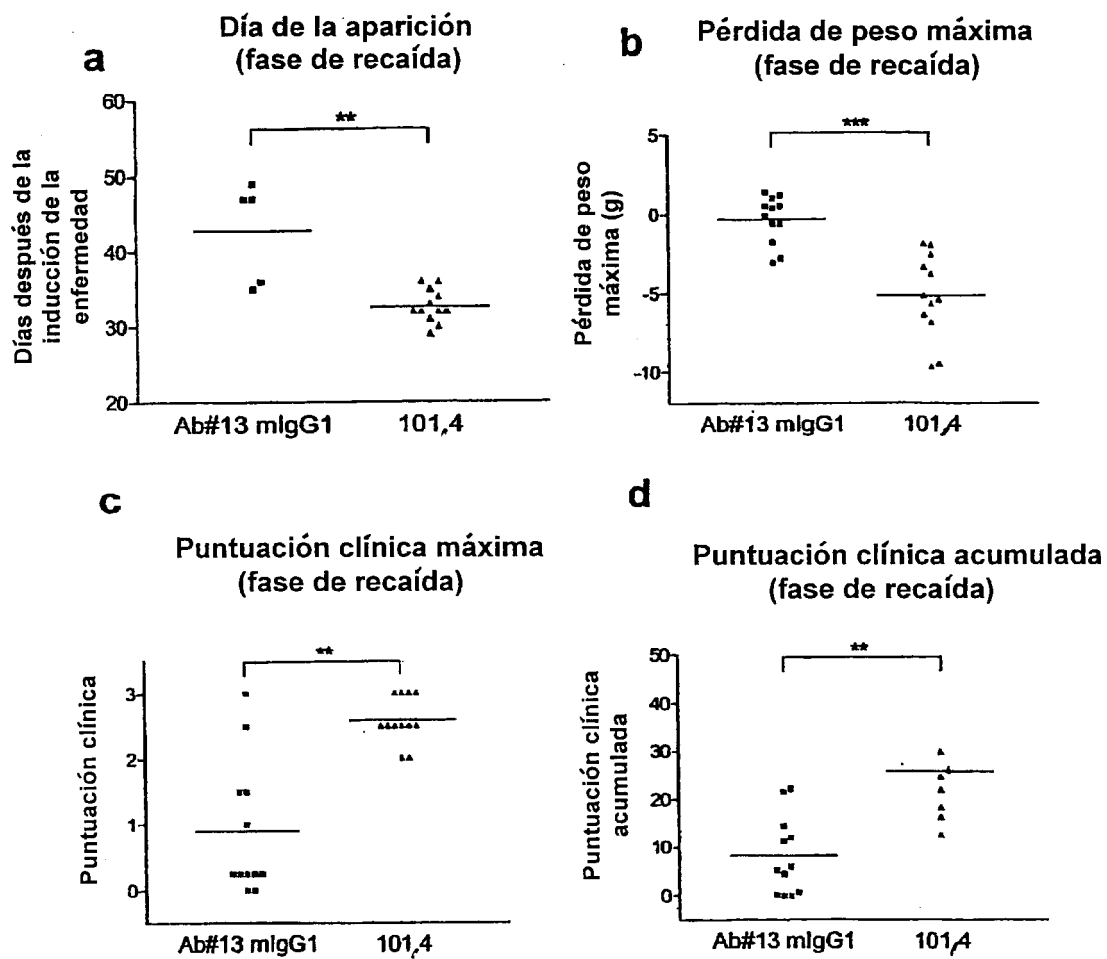 a
Día de la aparición
(fase de recaída)
Días después de la
inducción de la
enfermedad
60
50
40
30
20
**
Ab#13 mIgG1
101,4
b
Pérdida de peso máxima
(fase de recaída)
Pérdida de peso
máxima (g)
5
0
-5
-10
***
Ab#13 mIgG1
101,4
c
Puntuación clínica máxima
(fase de recaída)
Puntuación clínica
3
2
1
0
**
Ab#13 mIgG1
101,4
d
Puntuación clínica acumulada
(fase de recaída)
Puntuación clínica
acumulada
50
40
30
20
10
0
**
Ab#13 mIgG1
101,4